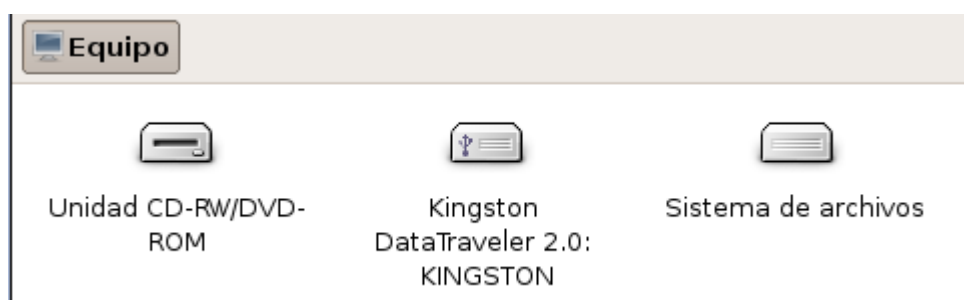 Equipo
Unidad CD-RW/DVD-
ROM
Kingston
DataTraveler 2.0:
KINGSTON
Sistema de archivos